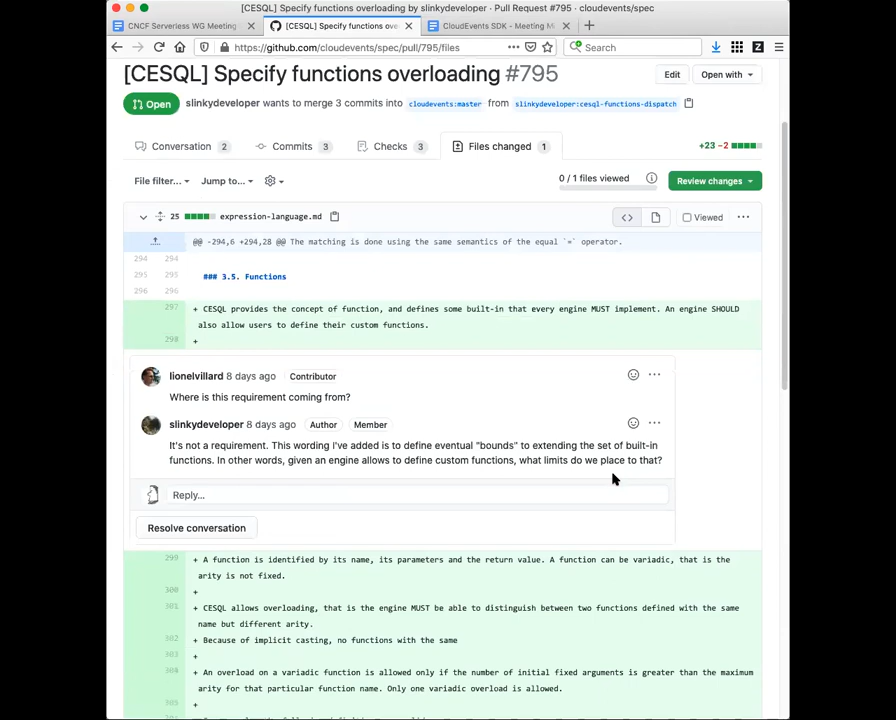 [CESQL] Specify functions overloading by slinkydeveloper · Pull Request #795 · cloudevents/spec
CNCF Serverless WG Meeting
[CESQL] Specify functions ove
CloudEvents SDK - Meeting M
https://github.com/cloudevents/spec/pull/795/files
Search
[CESQL] Specify functions overloading #795
Edit
Open with
Open
slinkydeveloper wants to merge 3 commits into cloudevents:master from slinkydeveloper:cesql-functions-dispatch
Conversation 2
Commits 3
Checks 3
Files changed 1
+23 −2
File filter...
Jump to...
0 / 1 files viewed
Review changes
25 expression-language.md
Viewed
@@ -294,6 +294,28 @@ The matching is done using the same semantics of the equal `=` operator.
294 294
295 295 ### 3.5. Functions
296 296
297 + CESQL provides the concept of function, and defines some built-in that every engine MUST implement. An engine SHOULD
also allow users to define their custom functions.
298 +
lionelvillard 8 days ago Contributor
Where is this requirement coming from?
slinkydeveloper 8 days ago Author Member
It's not a requirement. This wording I've added is to define eventual "bounds" to extending the set of built-in
functions. In other words, given an engine allows to define custom functions, what limits do we place to that?
Reply...
Resolve conversation
299 + A function is identified by its name, its parameters and the return value. A function can be variadic, that is the
arity is not fixed.
300 +
301 + CESQL allows overloading, that is the engine MUST be able to distinguish between two functions defined with the same
name but different arity.
302 + Because of implicit casting, no functions with the same
303 +
304 + An overload on a variadic function is allowed only if the number of initial fixed arguments is greater than the maximum
arity for that particular function name. Only one variadic overload is allowed.
305 +